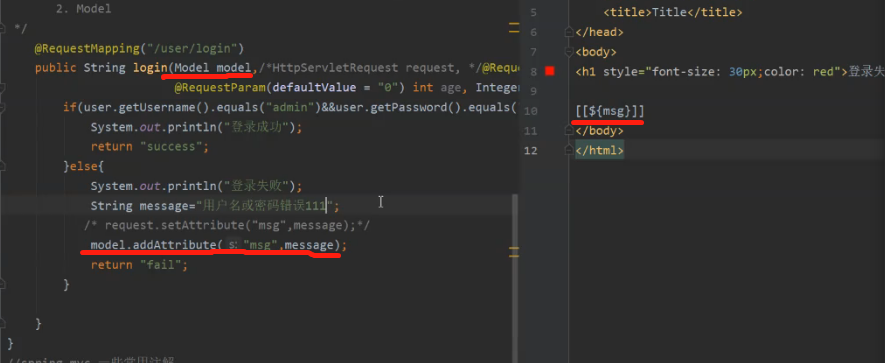 2. Model
*/
@RequestMapping("/user/login")
public String login(Model model,/*HttpServletRequest request, */@Reque
@RequestParam(defaultValue = "0") int age, Integer
if(user.getUsername().equals("admin")&&user.getPassword().equals(
System.out.println("登录成功");
return "success";
}else{
System.out.println("登录失败");
String message="用户名或密码错误111";
/* request.setAttribute("msg",message);*/
model.addAttribute( s: "msg",message);
return "fail";
}
}
}
//spring mvc 一些常用注解
5 <title>Title</title>
6 </head>
7 <body>
8 <h1 style="font-size: 30px;color: red">登录失
9
10 [[${msg}]]
11 </body>
12 </html>